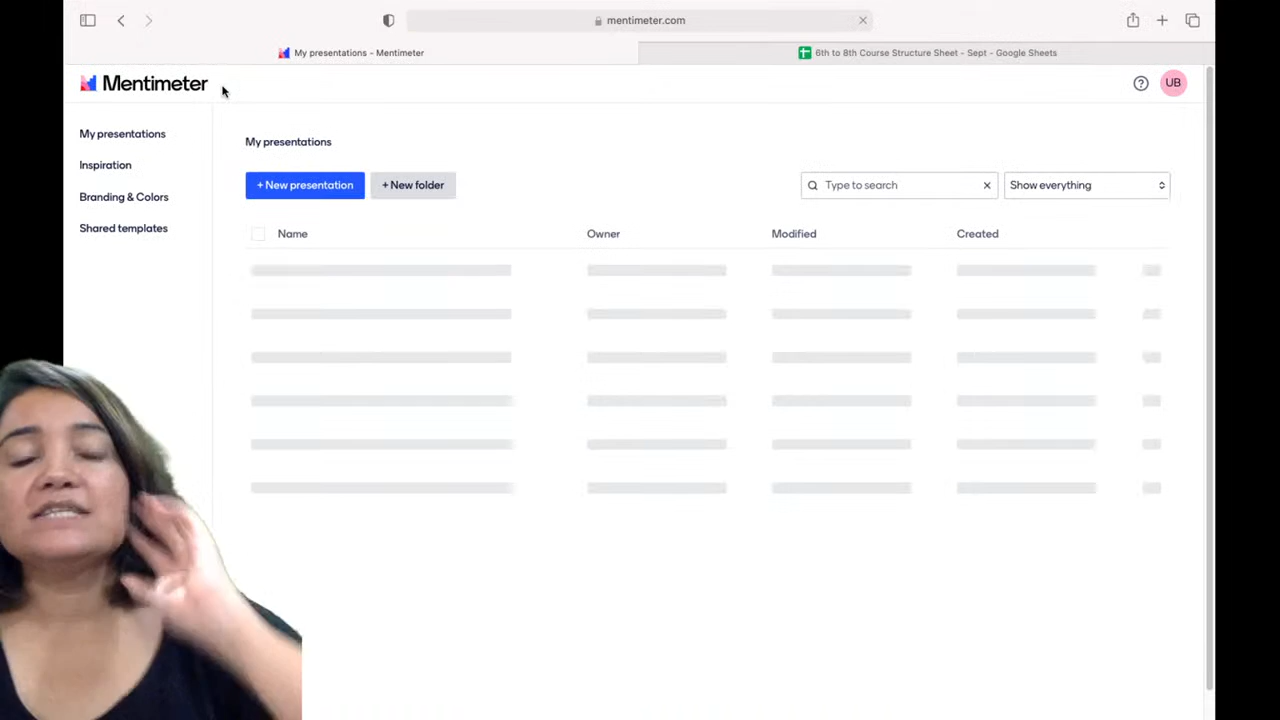 mentimeter.com
My presentations – Mentimeter
6th to 8th Course Structure Sheet - Sept - Google Sheets
Mentimeter
UB
My presentations
Inspiration
Branding & Colors
Shared templates
My presentations
+ New presentation
+ New folder
Type to search
Show everything
Name
Owner
Modified
Created